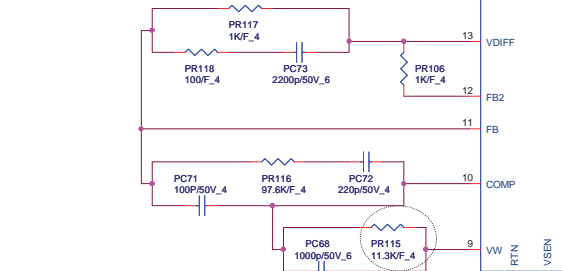 PR117
1K/F_4
13
VDIFF
PR118
100/F_4
PC73
2200p/50V_6
PR106
1K/F_4
12
FB2
11
FB
PC71
100P/50V_4
PR116
97.6K/F_4
PC72
220p/50V_4
10
COMP
PC68
1000p/50V_6
PR115
11.3K/F_4
9
VW
RTN
VSEN